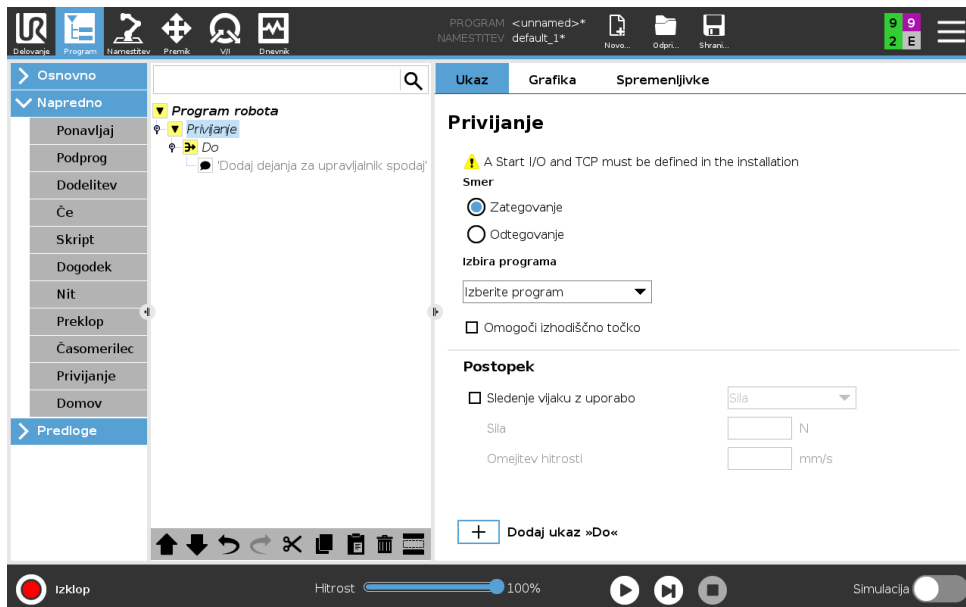 UR
Delovanje
Program
Namestitev
Premik
V/I
Dnevnik
PROGRAM <unnamed>*
NAMESTITEV default_1*
Novo...
Odpri...
Shrani...
9 9
2 E
Osnovno
Napredno
Ponavljaj
Podprog
Dodelitev
Če
Skript
Dogodek
Nit
Preklop
Časomerilec
Privijanje
Domov
Predloge
Program robota
Privijanje
Do
'Dodaj dejanja za upravljalnik spodaj'
Ukaz
Grafika
Spremenljivke
Privijanje
A Start I/O and TCP must be defined in the installation
Smer
Zategovanje
Odtegovanje
Izbira programa
Izberite program
Omogoči izhodiščno točko
Postopek
Sledenje vijaku z uporabo
Sila
Sila
N
Omejitev hitrosti
mm/s
Dodaj ukaz »Do«
Izklop
Hitrost
100%
Simulacija